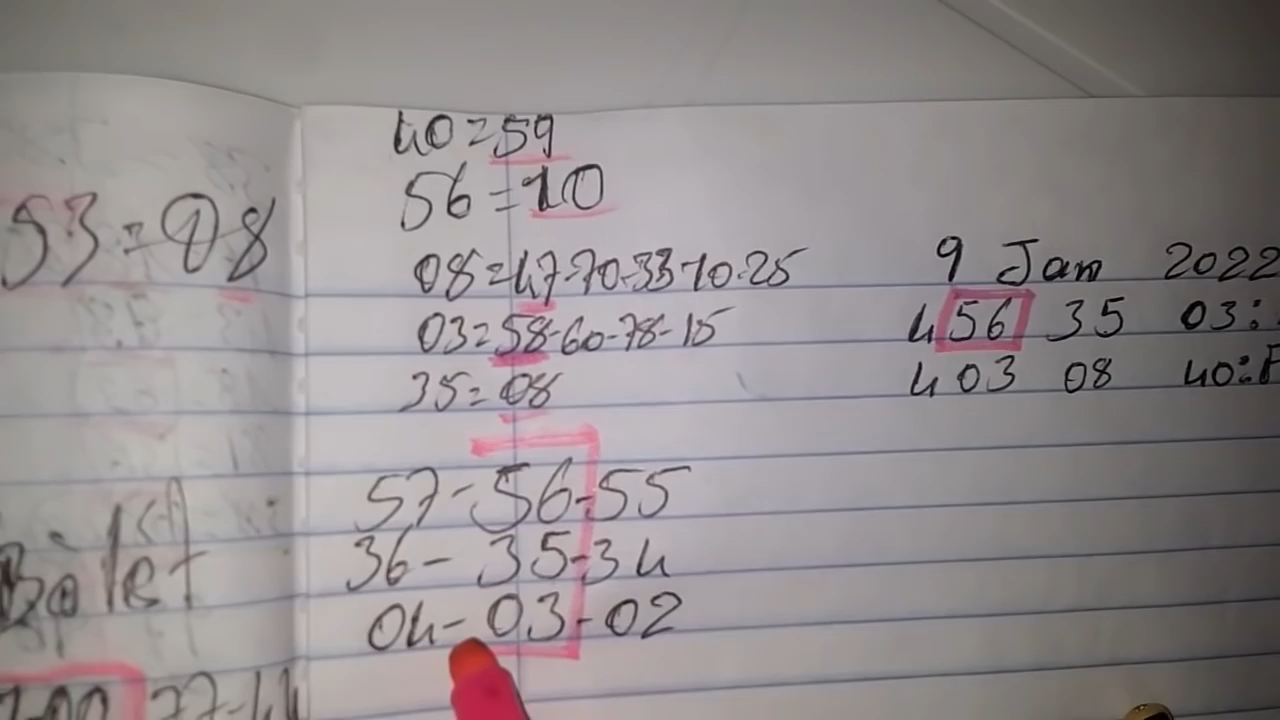 53=08
Bòlèt
40=59
56=10
08=47-70-33-10-25
03=58-60-78-15
35=08
57-56-55
36-35-34
04-03-02
9 Jan 2022
456 35 03:
403 08 40:F